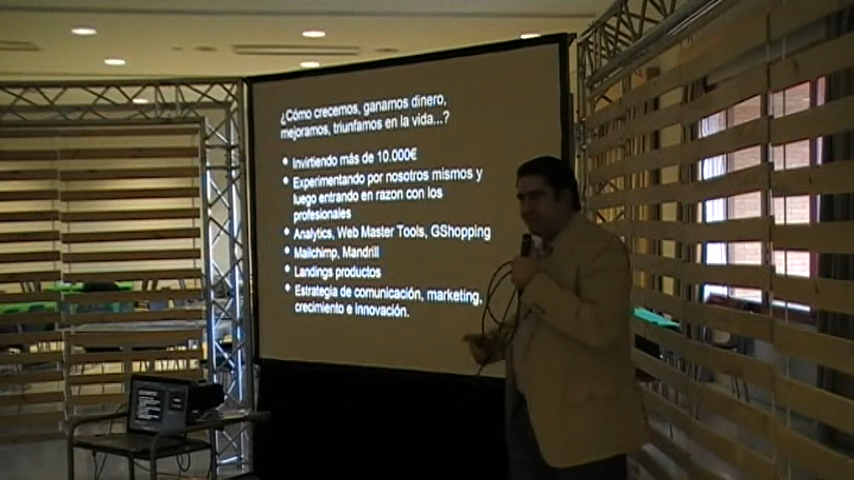 ¿Cómo crecemos, ganamos dinero,
mejoramos, triunfamos en la vida...?
• Invirtiendo más de 10.000€
• Experimentando por nosotros mismos y
luego entrando en razon con los
profesionales
• Analytics, Web Master Tools, GShopping
• Mailchimp, Mandrill
• Landings productos
• Estrategia de comunicación, marketing,
crecimiento e innovación.